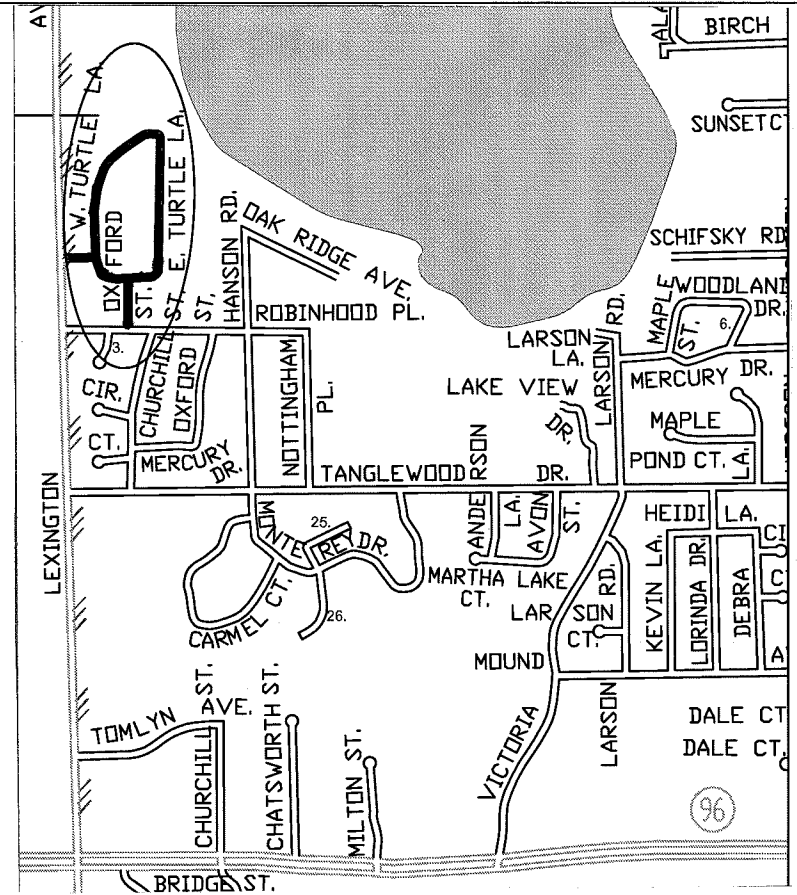 AV
W. TURTLE LA.
E. TURTLE LA.
OXFORD ST.
HANSON RD.
OAK RIDGE AVE.
ROBINHOOD PL.
BIRCH
SUNSET CT
SCHIFSKY RD
WOODLAND DR.
MAPLE ST.
6.
LARSON LA.
LARSON RD.
MERCURY DR.
LAKE VIEW DR.
MAPLE POND CT.
LA.
3.
CIR.
CT.
CHURCHILL ST.
OXFORD ST.
MERCURY DR.
NOTTINGHAM PL.
TANGLEWOOD DR.
ANDERSON LA.
AVON ST.
MARTHA LAKE CT.
HEIDI LA.
KEVIN LA.
LORINDA DR.
DEBRA
CI
C
A
LEXINGTON
MONTEREY DR.
25.
26.
CARMEL CT.
LARSON CT.
RD.
MOUND
LARSON
VICTORIA
TOMLYN AVE.
CHURCHILL ST.
CHATSWORTH ST.
MILTON ST.
DALE CT
DALE CT.
96
BRIDGE ST.